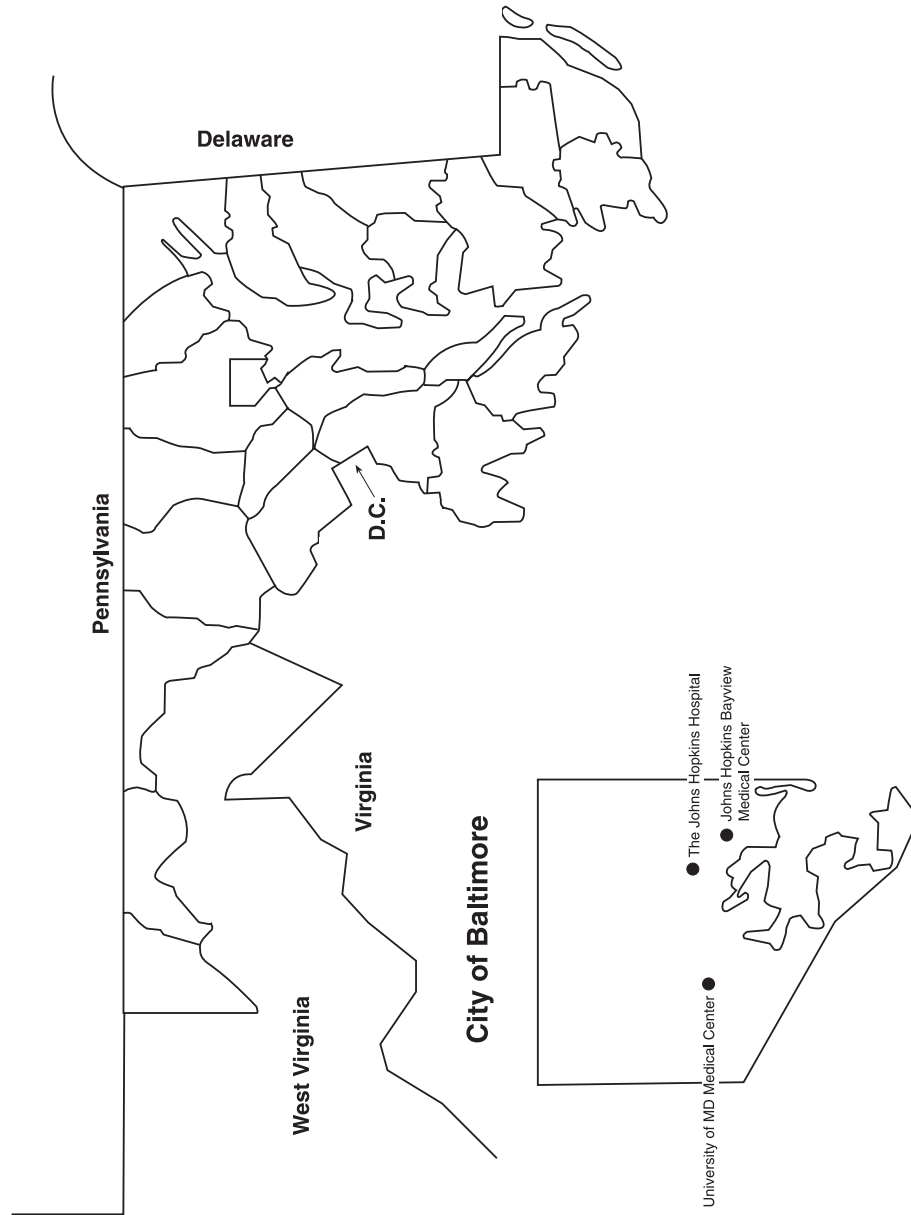 Pennsylvania
Delaware
D.C.
West Virginia
Virginia
City of Baltimore
The Johns Hopkins Hospital
Johns Hopkins Bayview
Medical Center
University of MD Medical Center